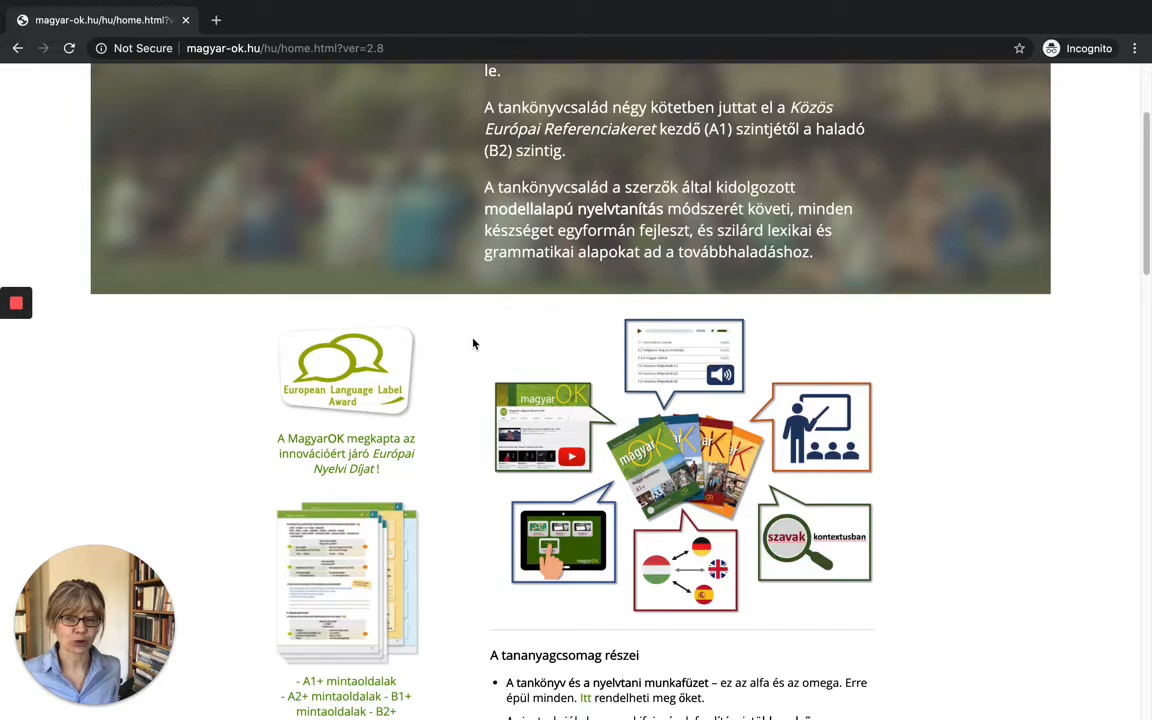 magyar-ok.hu/hu/home.html?v
Not Secure
magyar-ok.hu/hu/home.html?ver=2.8
Incognito
le.
A tankönyvcsalád négy kötetben juttat el a Közös
Európai Referenciakeret kezdő (A1) szintjétől a haladó
(B2) szintig.
A tankönyvcsalád a szerzők által kidolgozott
modellalapú nyelvtanítás módszerét követi, minden
készséget egyformán fejleszt, és szilárd lexikai és
grammatikai alapokat ad a továbbhaladáshoz.
European Language Label
Award
A MagyarOK megkapta az
innovációért járó Európai
Nyelvi Díjat !
magyar OK
magyar OK
szavak kontextusban
- A1+ mintaoldalak
- A2+ mintaoldalak - B1+
mintaoldalak - B2+
A tananyagcsomag részei
• A tankönyv és a nyelvtani munkafüzet – ez az alfa és az omega. Erre
épül minden. Itt rendelheti meg őket.